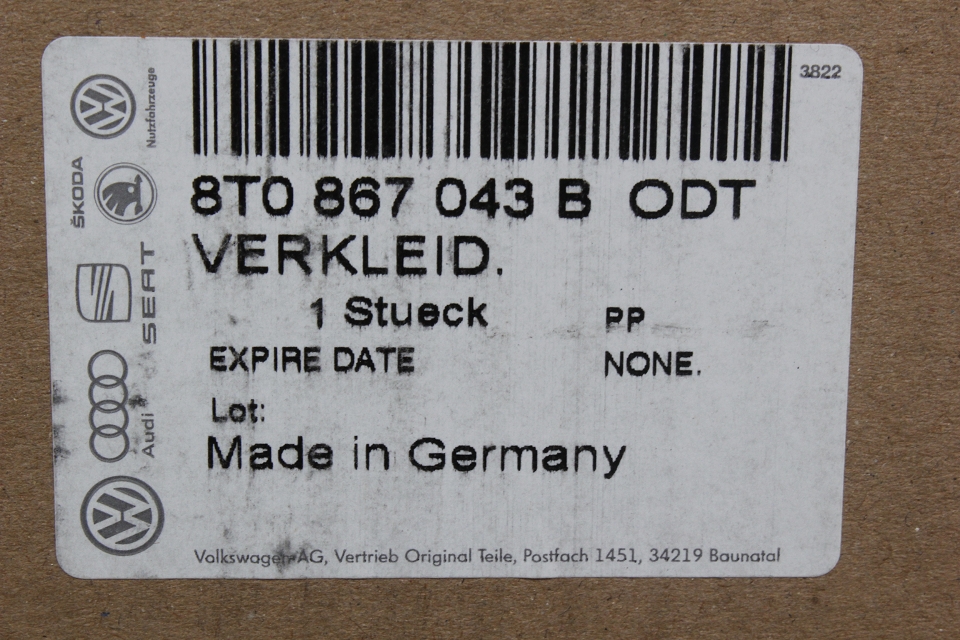 3822
8T0 867 043 B ODT
VERKLEID.
1 Stueck PP
EXPIRE DATE NONE.
Lot:
Made in Germany
Volkswagen AG, Vertrieb Original Teile, Postfach 1451, 34219 Baunatal
Nutzfahrzeuge
ŠKODA
SEAT
Audi